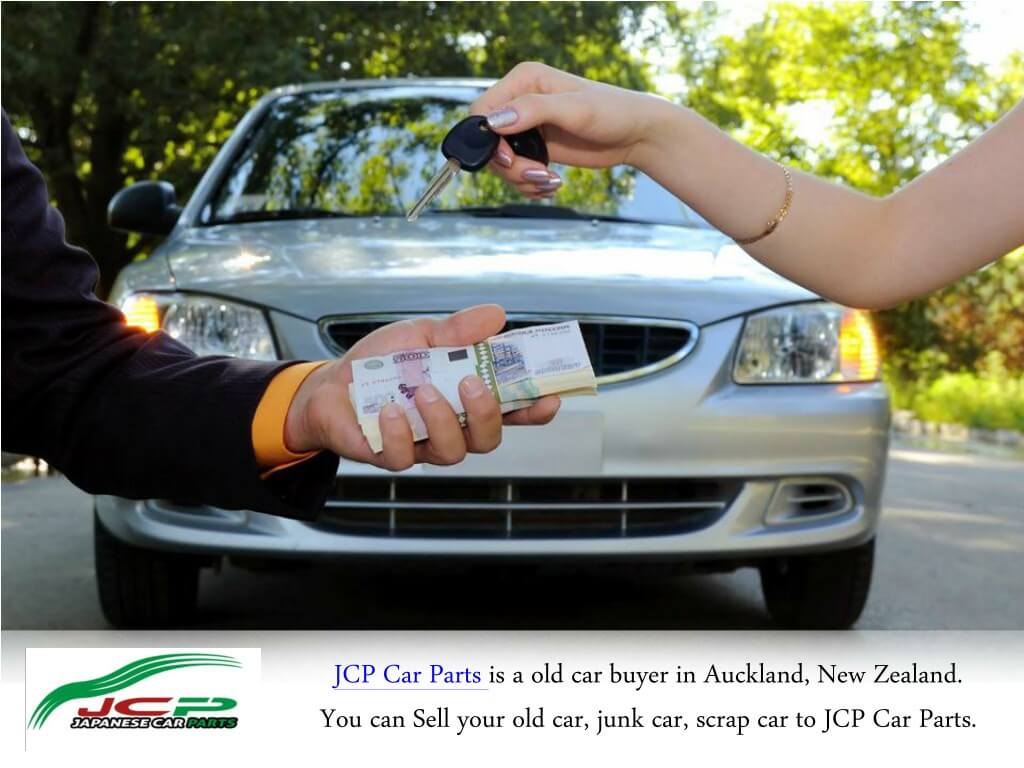 JCP
JAPANESE CAR PARTS
JCP Car Parts is a old car buyer in Auckland, New Zealand.
You can Sell your old car, junk car, scrap car to JCP Car Parts.